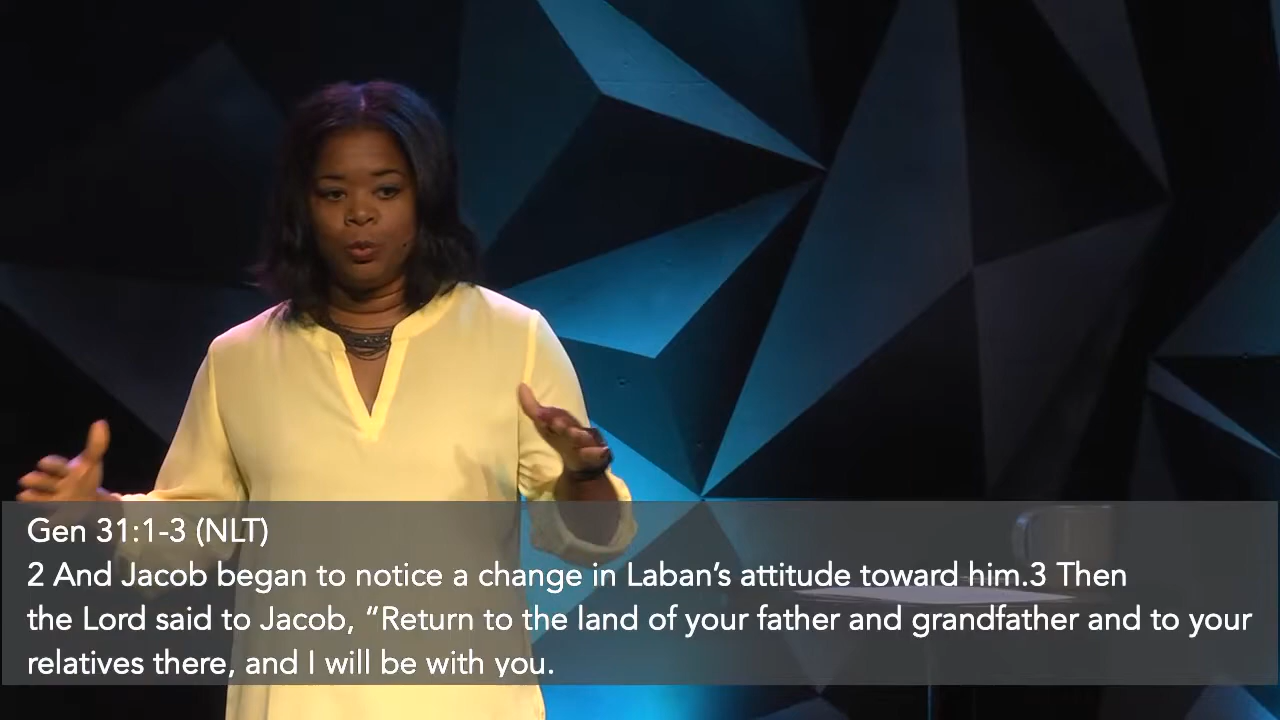 Gen 31:1-3 (NLT)
2 And Jacob began to notice a change in Laban’s attitude toward him.3 Then
the Lord said to Jacob, “Return to the land of your father and grandfather and to your
relatives there, and I will be with you.